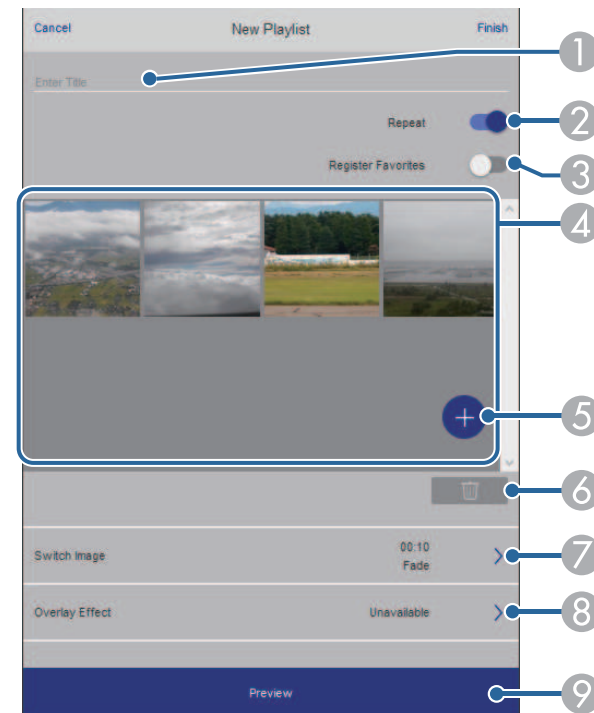 Cancel New Playlist Finish
1
Enter Title
Repeat 2
Register Favorites 3
4
+ 5
6
Switch Image 00:10 7
Fade
Overlay Effect Unavailable 8
Preview 9